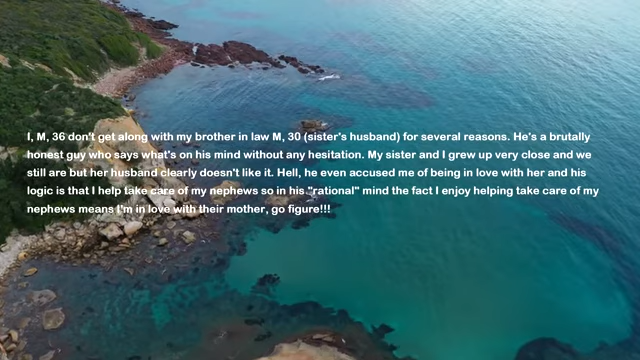 I, M, 36 don't get along with my brother in law M, 30 (sister's husband) for several reasons. He's a brutally
honest guy who says what's on his mind without any hesitation. My sister and I grew up very close and we
still are but her husband clearly doesn't like it. Hell, he even accused me of being in love with her and his
logic is that I help take care of my nephews so in his "rational" mind the fact I enjoy helping take care of my
nephews means I'm in love with their mother, go figure!!!